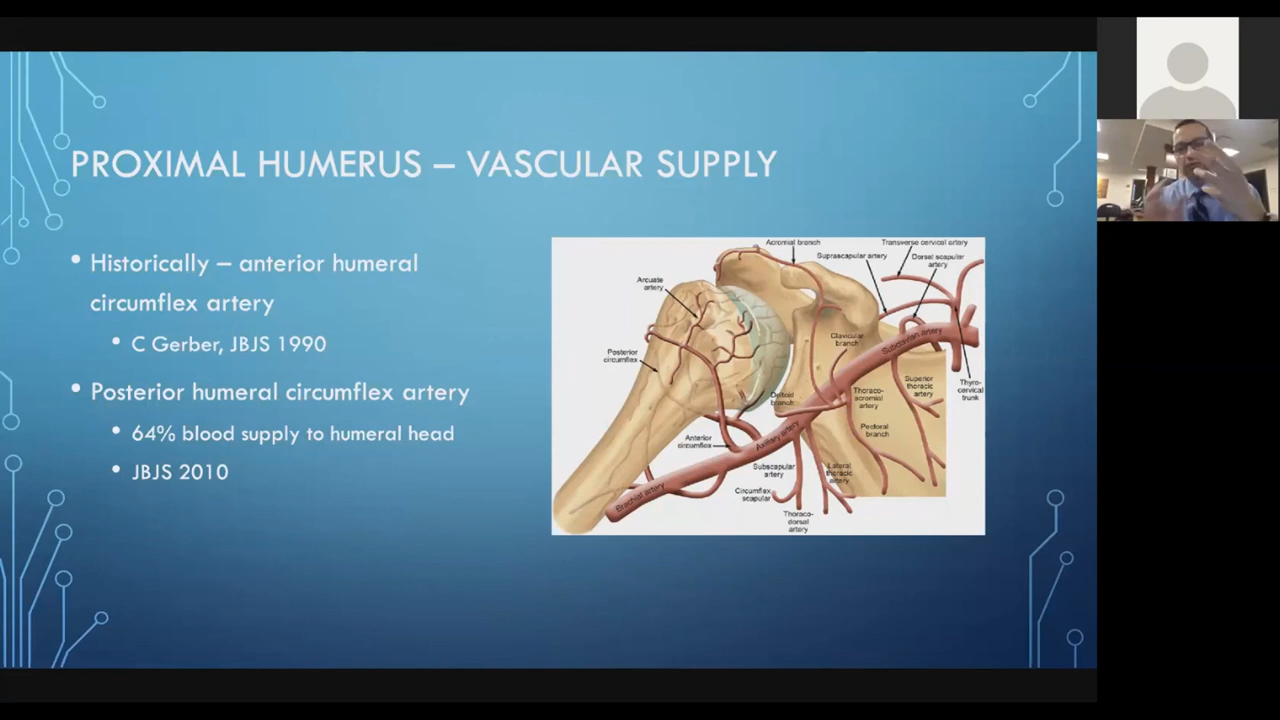 PROXIMAL HUMERUS – VASCULAR SUPPLY
• Historically – anterior humeral
circumflex artery
• C Gerber, JBJS 1990
• Posterior humeral circumflex artery
• 64% blood supply to humeral head
• JBJS 2010
Acromial branch
Transverse cervical artery
Suprascapular artery
Dorsal scapular
artery
Arcuate
artery
Clavicular
branch
Subclavian artery
Posterior
circumflex
Deltoid
branch
Thoraco-
acromial
artery
Superior
thoracic
artery
Thyro-
cervical
trunk
Pectoral
branch
Anterior
circumflex
Axillary artery
Subscapular
artery
Lateral
thoracic
artery
Circumflex
scapular
Brachial artery
Thoraco-
dorsal
artery